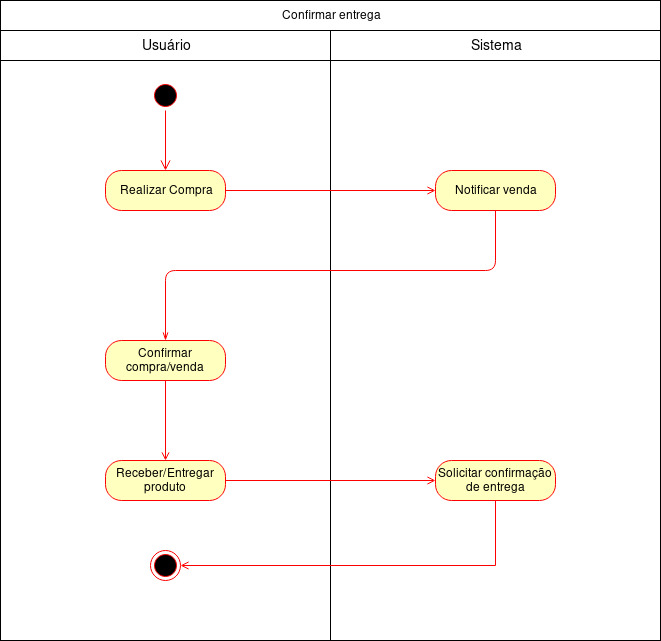 Confirmar entrega
Usuário
Sistema
Realizar Compra
Notificar venda
Confirmar
compra/venda
Receber/Entregar
produto
Solicitar confirmação
de entrega